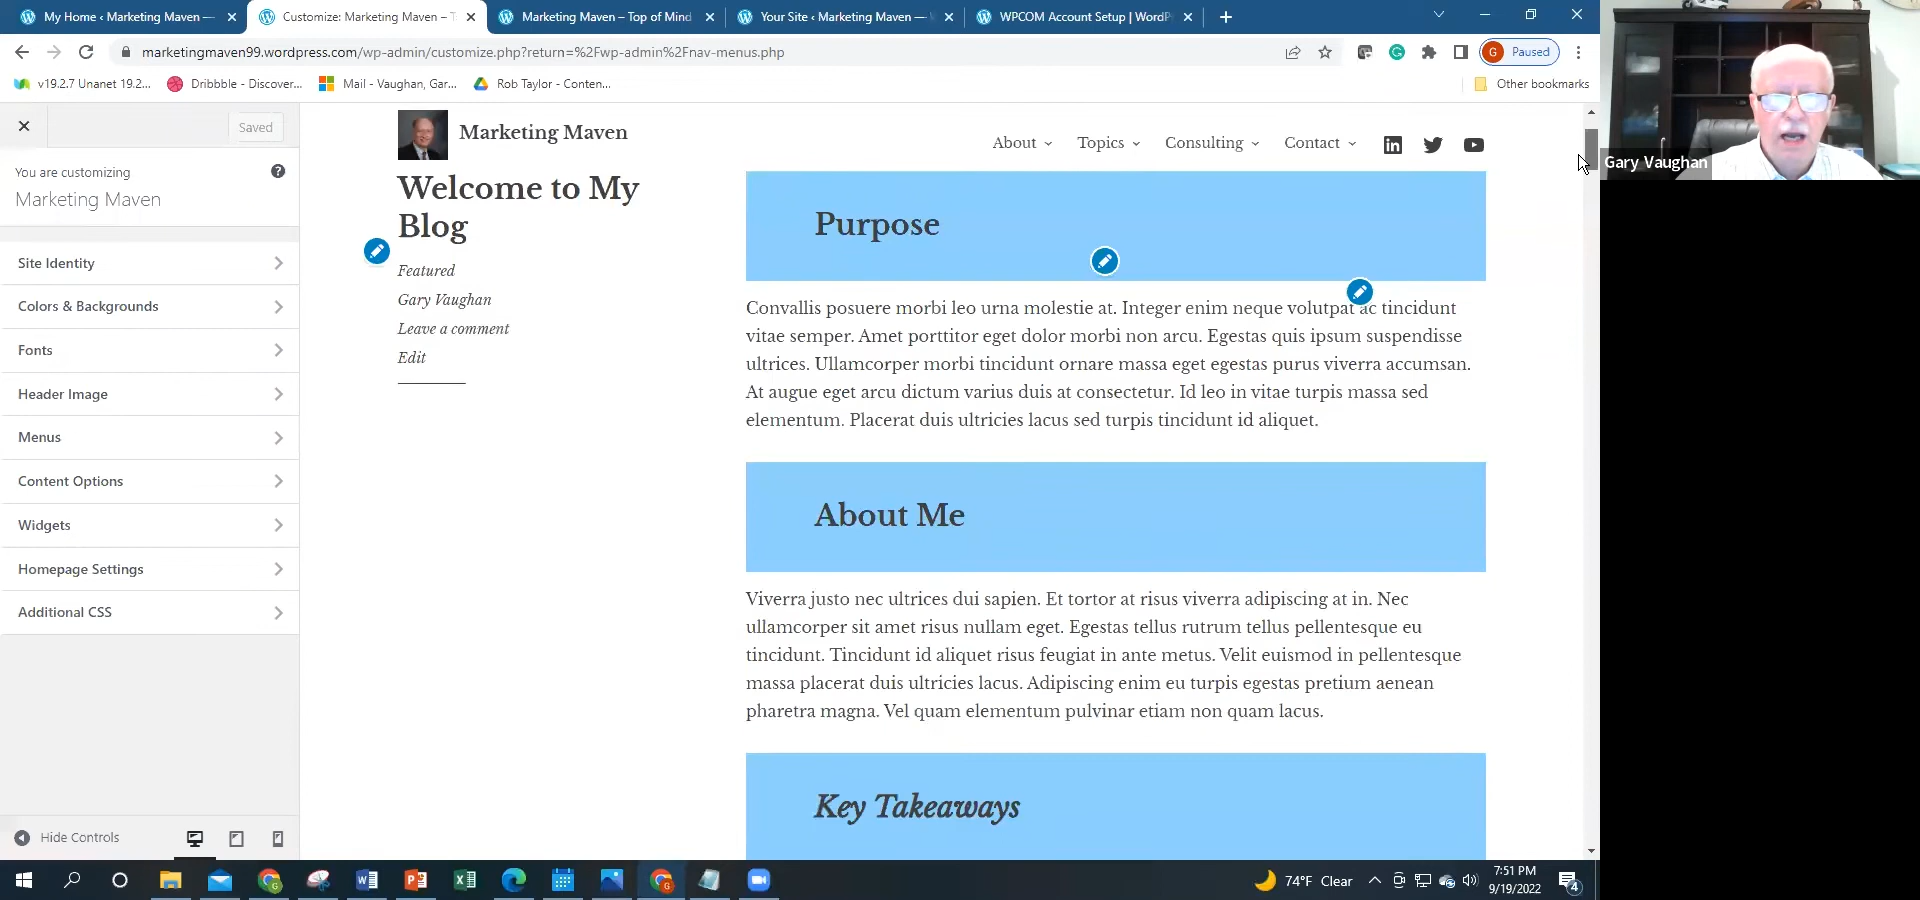 My Home ‹ Marketing Maven —
Customize: Marketing Maven – T
Marketing Maven – Top of Mind
Your Site ‹ Marketing Maven —
WPCOM Account Setup | WordP
marketingmaven99.wordpress.com/wp-admin/customize.php?return=%2Fwp-admin%2Fnav-menus.php
G Paused
v19.2.7 Unanet 19.2...
Dribbble - Discover...
Mail - Vaughan, Gar...
Rob Taylor - Conten...
Other bookmarks
Saved
You are customizing
Marketing Maven
Site Identity
Colors & Backgrounds
Fonts
Header Image
Menus
Content Options
Widgets
Homepage Settings
Additional CSS
Hide Controls
Marketing Maven
About
Topics
Consulting
Contact
Welcome to My
Blog
Featured
Gary Vaughan
Leave a comment
Edit
Purpose
Convallis posuere morbi leo urna molestie at. Integer enim neque volutpat ac tincidunt
vitae semper. Amet porttitor eget dolor morbi non arcu. Egestas quis ipsum suspendisse
ultrices. Ullamcorper morbi tincidunt ornare massa eget egestas purus viverra accumsan.
At augue eget arcu dictum varius duis at consectetur. Id leo in vitae turpis massa sed
elementum. Placerat duis ultricies lacus sed turpis tincidunt id aliquet.
About Me
Viverra justo nec ultrices dui sapien. Et tortor at risus viverra adipiscing at in. Nec
ullamcorper sit amet risus nullam eget. Egestas tellus rutrum tellus pellentesque eu
tincidunt. Tincidunt id aliquet risus feugiat in ante metus. Velit euismod in pellentesque
massa placerat duis ultricies lacus. Adipiscing enim eu turpis egestas pretium aenean
pharetra magna. Vel quam elementum pulvinar etiam non quam lacus.
Key Takeaways
Gary Vaughan
74°F Clear
7:51 PM
9/19/2022
4